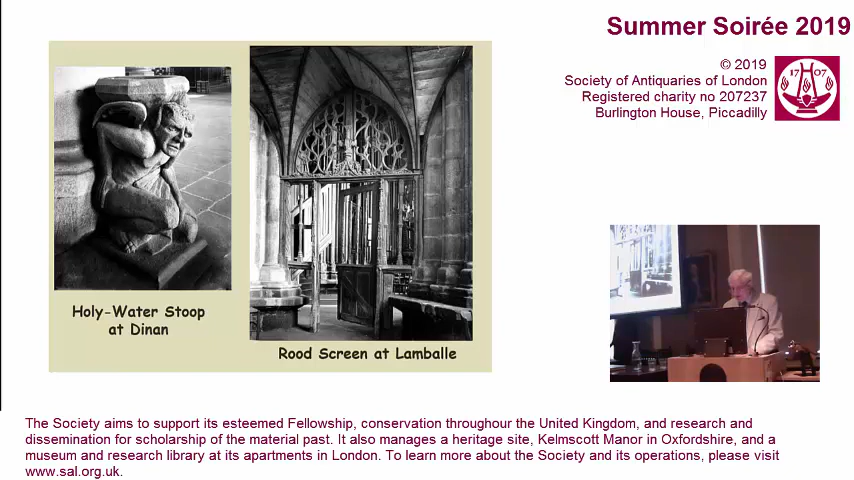 Summer Soirée 2019
© 2019
Society of Antiquaries of London
Registered charity no 207237
Burlington House, Piccadilly
1707
Holy-Water Stoop
at Dinan
Rood Screen at Lamballe
The Society aims to support its esteemed Fellowship, conservation throughour the United Kingdom, and research and
dissemination for scholarship of the material past. It also manages a heritage site, Kelmscott Manor in Oxfordshire, and a
museum and research library at its apartments in London. To learn more about the Society and its operations, please visit
www.sal.org.uk.